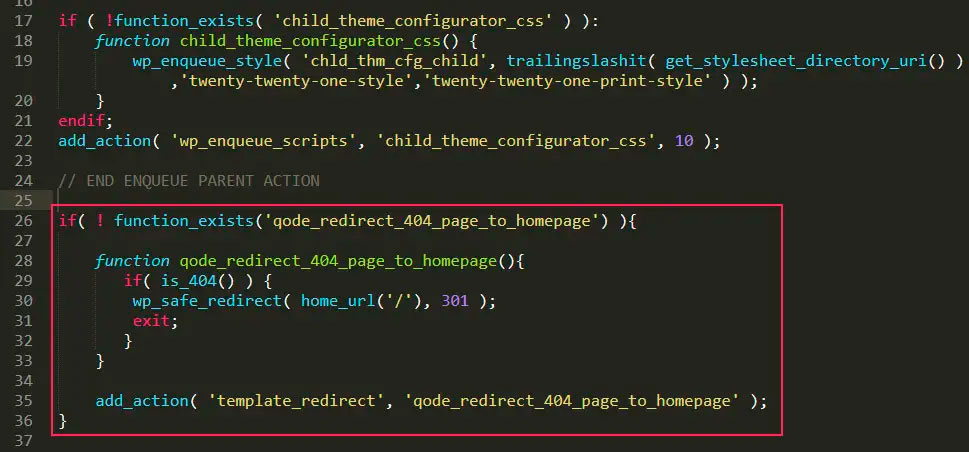 16
17 if ( !function_exists( 'child_theme_configurator_css' ) ):
18 function child_theme_configurator_css() {
19 wp_enqueue_style( 'chld_thm_cfg_child', trailingslashit( get_stylesheet_directory_uri() )
,'twenty-twenty-one-style','twenty-twenty-one-print-style' ) );
20 }
21 endif;
22 add_action( 'wp_enqueue_scripts', 'child_theme_configurator_css', 10 );
23
24 // END ENQUEUE PARENT ACTION
25
26 if( ! function_exists('qode_redirect_404_page_to_homepage') ){
27
28 function qode_redirect_404_page_to_homepage(){
29 if( is_404() ) {
30 wp_safe_redirect( home_url('/'), 301 );
31 exit;
32 }
33 }
34
35 add_action( 'template_redirect', 'qode_redirect_404_page_to_homepage' );
36 }
37